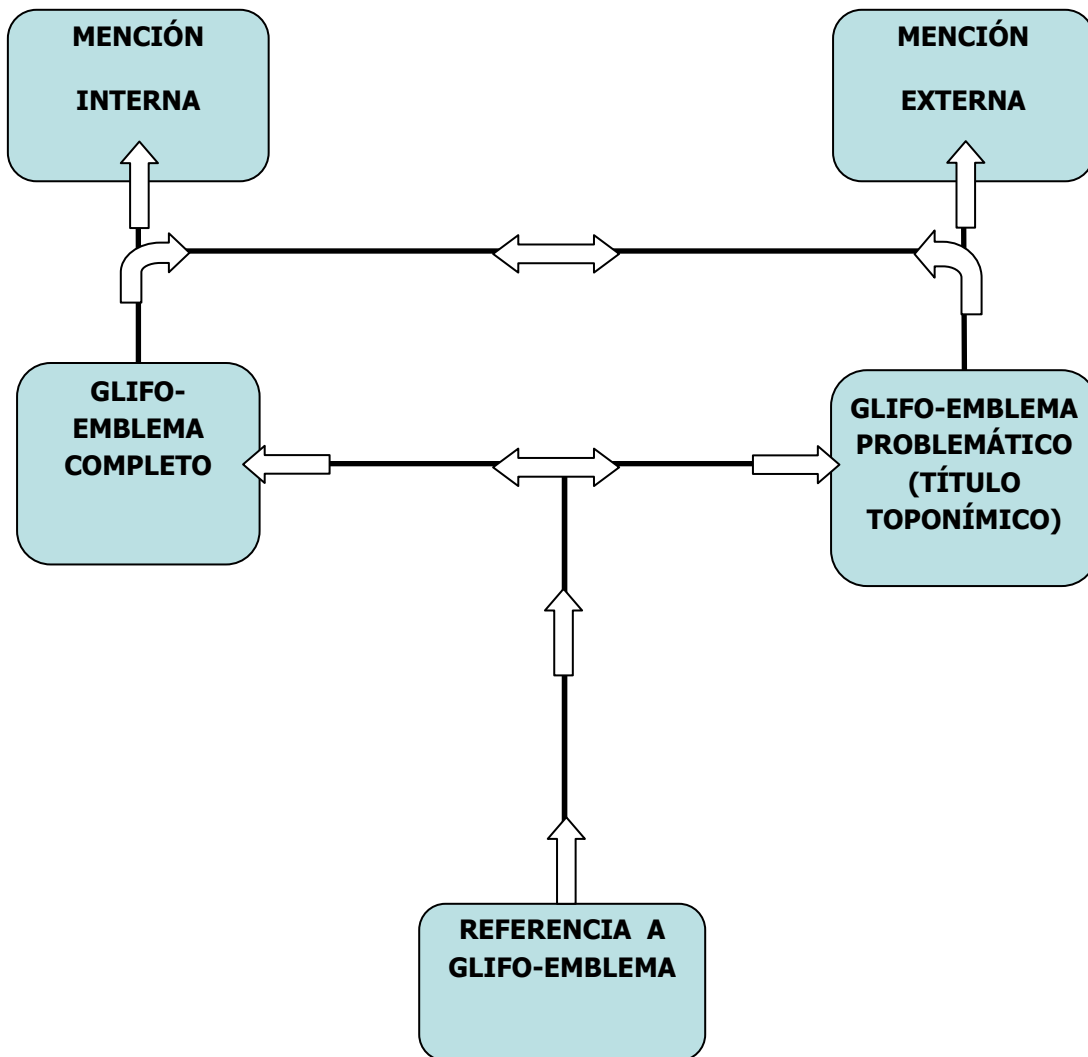 MENCIÓN
INTERNA
MENCIÓN
EXTERNA
GLIFO-
EMBLEMA
COMPLETO
GLIFO-EMBLEMA
PROBLEMÁTICO
(TÍTULO
TOPONÍMICO)
REFERENCIA A
GLIFO-EMBLEMA